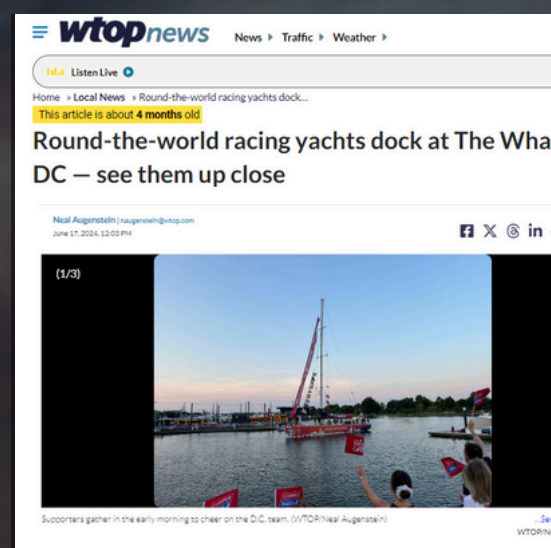 wtopnews
News Traffic Weather
Listen Live
Home » Local News » Round-the-world racing yachts dock...
This article is about 4 months old
Round-the-world racing yachts dock at The Wha
DC — see them up close
Neal Augenstein | naugenstein@wtop.com
June 17, 2024, 12:03 PM
(1/3)
Supporters gather in the early morning to cheer on the D.C. team. (WTOP/Neal Augenstein)
...Se
WTOP/N